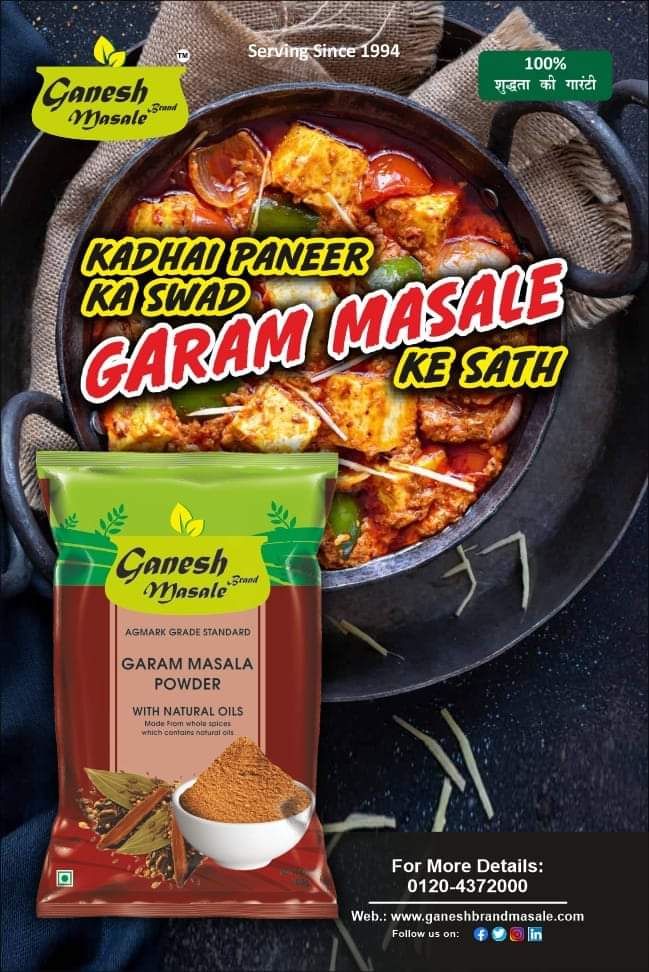 Ganesh
Brand
Masale
TM
Serving Since 1994
100%
शुद्धता की गारंटी
KADHAI PANEER
KA SWAD
GARAM MASALE
KE SATH
Ganesh
Brand
Masale
AGMARK GRADE STANDARD
GARAM MASALA
POWDER
WITH NATURAL OILS
Made From whole spices
which contains natural oils
For More Details:
0120-4372000
Web.: www.ganeshbrandmasale.com
Follow us on: